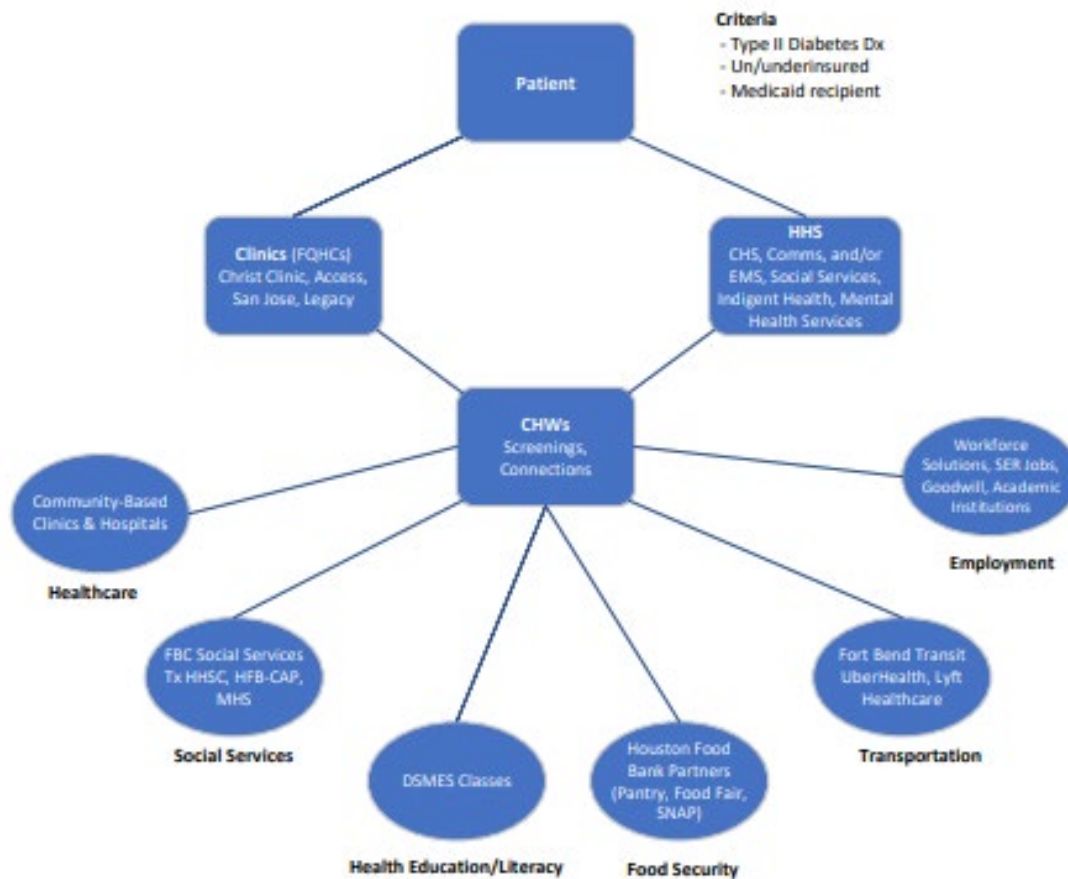 Criteria
- Type II Diabetes Dx
- Un/underinsured
- Medicaid recipient
Patient
Clinics (FQHCs)
Christ Clinic, Access,
San Jose, Legacy
HHS
CHS, Comms, and/or
EMS, Social Services,
Indigent Health, Mental
Health Services
CHWs
Screenings,
Connections
Community-Based
Clinics & Hospitals
Healthcare
Workforce
Solutions, SER Jobs,
Goodwill, Academic
Institutions
Employment
FBC Social Services
Tx HHSC, HFB-CAP,
MHS
Social Services
Fort Bend Transit
UberHealth, Lyft
Healthcare
Transportation
DSMES Classes
Health Education/Literacy
Houston Food
Bank Partners
(Pantry, Food Fair,
SNAP)
Food Security